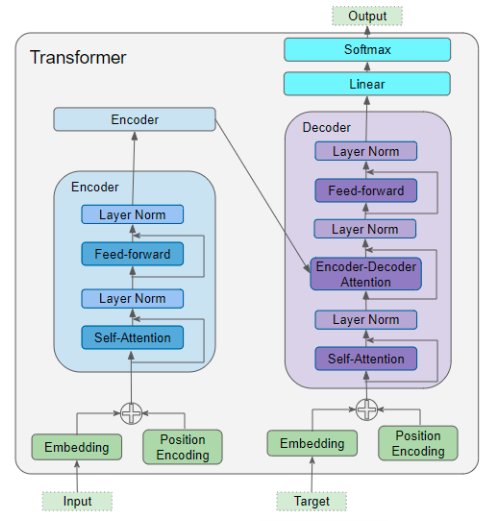 Output
Transformer
Softmax
Linear
Encoder
Encoder
Layer Norm
Feed-forward
Layer Norm
Self-Attention
Decoder
Layer Norm
Feed-forward
Layer Norm
Encoder-Decoder
Attention
Layer Norm
Self-Attention
Embedding
Position
Encoding
Embedding
Position
Encoding
Input
Target